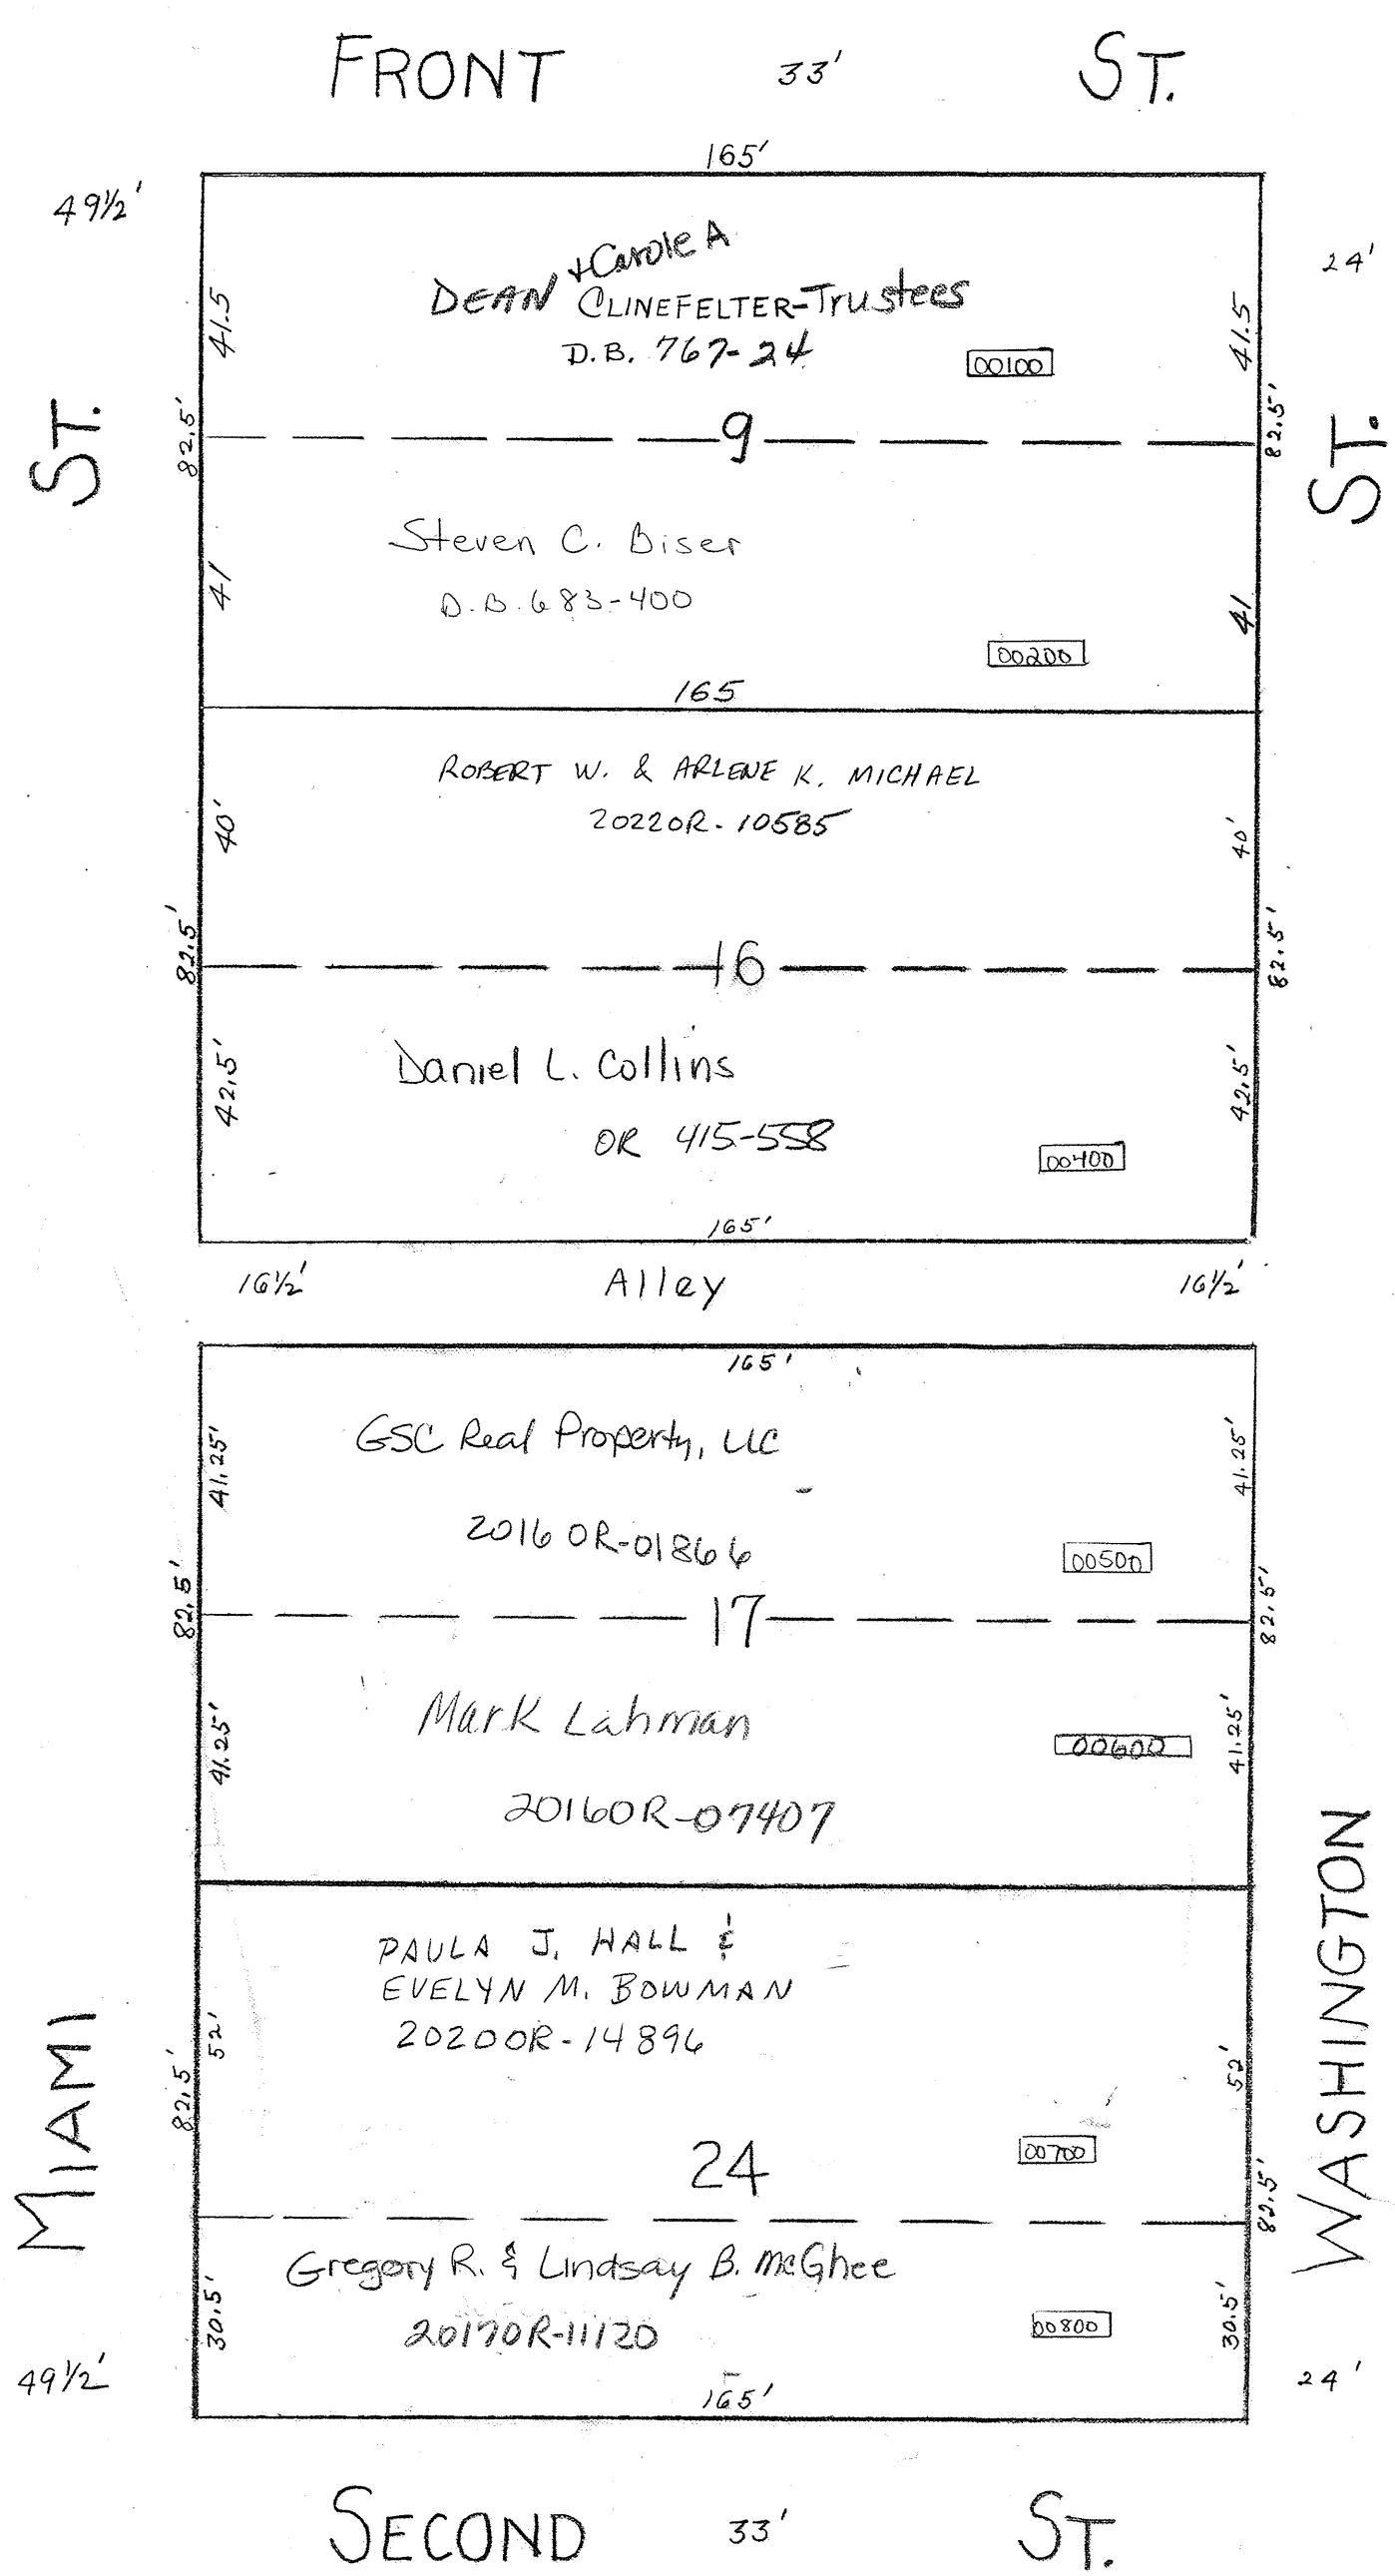 FRONT 33' ST.
165'
49½'
24'
+ Carole A
DEAN CLINEFELTER-Trustees
D.B. 767-24
00100
41.5
41.5
82.5'
82.5'
ST.
ST.
9
Steven C. Biser
D.B. 683-400
41
41
00200
165
ROBERT W. & ARLENE K. MICHAEL
2022OR-10585
40'
40'
82.5'
82.5'
16
Daniel L. Collins
OR 415-558
42.5'
42.5'
00400
165'
16½' Alley 16½'
165'
GSC Real Property, LLC
2016 OR-01866
41.25'
41.25'
00500
82.5'
82.5'
17
Mark Lahman
2016OR-07407
41.25'
41.25'
00600
PAULA J. HALL &
EVELYN M. BOWMAN
2020OR-14896
52'
52'
82.5'
82.5'
MIAMI
WASHINGTON
00700
24
Gregory R. & Lindsay B. McGhee
2017OR-11120
30.5'
30.5'
00800
49½'
24'
165'
SECOND 33' ST.